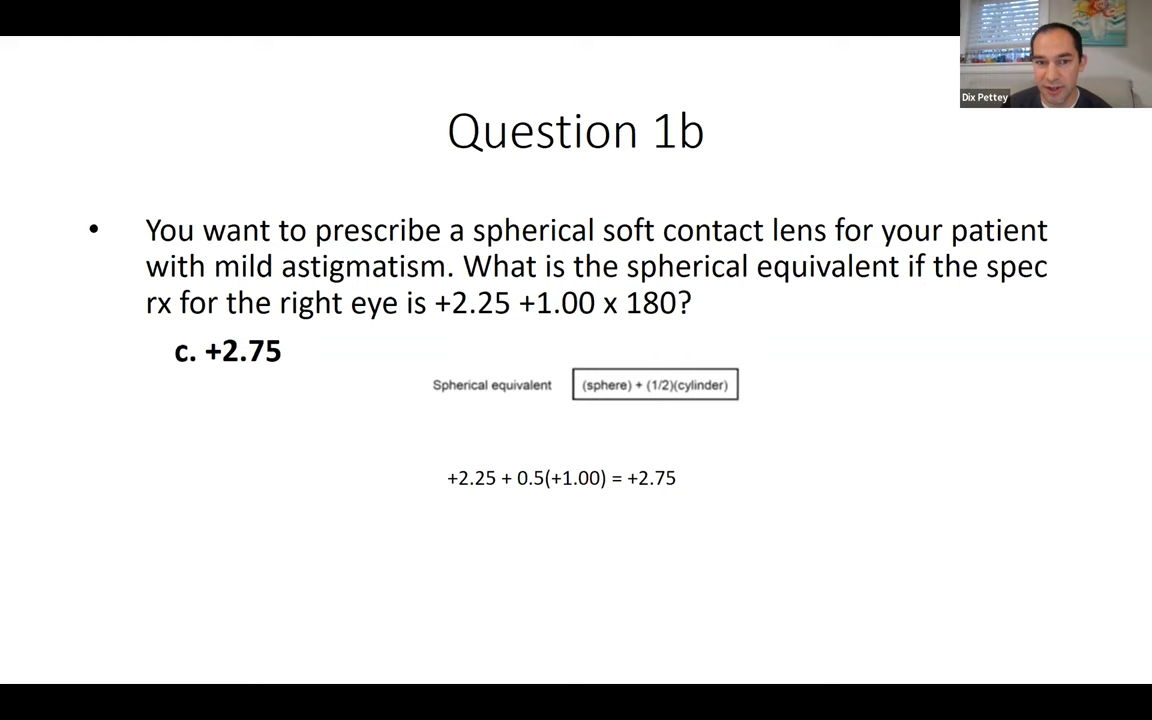 Dix Pettey
Question 1b
• You want to prescribe a spherical soft contact lens for your patient
with mild astigmatism. What is the spherical equivalent if the spec
rx for the right eye is +2.25 +1.00 x 180?
c. +2.75
Spherical equivalent (sphere) + (1/2)(cylinder)
+2.25 + 0.5(+1.00) = +2.75